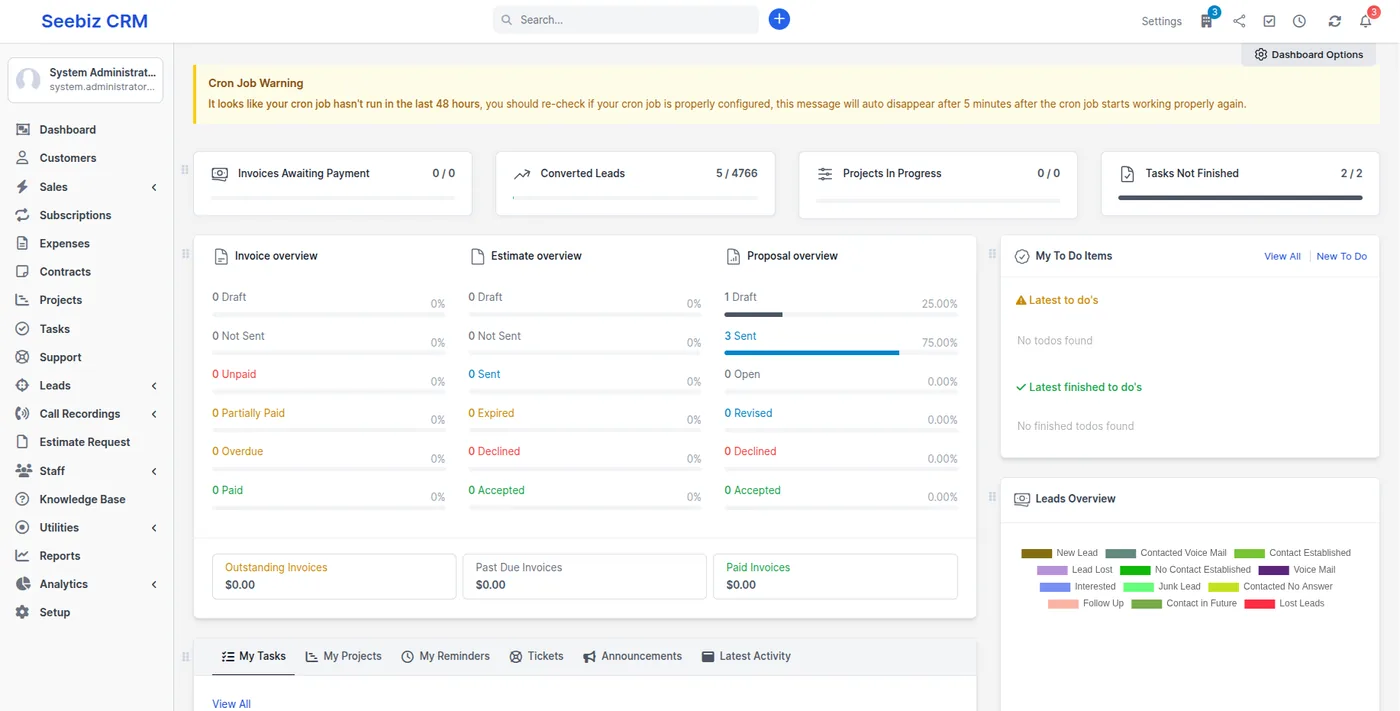 Seebiz CRM
Search...
Settings
3
3
Dashboard Options
System Administrat...
system.administrator...
Dashboard
Customers
Sales
Subscriptions
Expenses
Contracts
Projects
Tasks
Support
Leads
Call Recordings
Estimate Request
Staff
Knowledge Base
Utilities
Reports
Analytics
Setup
Cron Job Warning
It looks like your cron job hasn't run in the last 48 hours, you should re-check if your cron job is properly configured, this message will auto disappear after 5 minutes after the cron job starts working properly again.
Invoices Awaiting Payment 0 / 0
Converted Leads 5 / 4766
Projects In Progress 0 / 0
Tasks Not Finished 2 / 2
Invoice overview
0 Draft 0%
0 Not Sent 0%
0 Unpaid 0%
0 Partially Paid 0%
0 Overdue 0%
0 Paid 0%
Estimate overview
0 Draft 0%
0 Not Sent 0%
0 Sent 0%
0 Expired 0%
0 Declined 0%
0 Accepted 0%
Proposal overview
1 Draft 25.00%
3 Sent 75.00%
0 Open 0.00%
0 Revised 0.00%
0 Declined 0.00%
0 Accepted 0.00%
Outstanding Invoices
$0.00
Past Due Invoices
$0.00
Paid Invoices
$0.00
My To Do Items View All New To Do
Latest to do's
No todos found
Latest finished to do's
No finished todos found
Leads Overview
New Lead Contacted Voice Mail Contact Established
Lead Lost No Contact Established Voice Mail
Interested Junk Lead Contacted No Answer
Follow Up Contact in Future Lost Leads
My Tasks My Projects My Reminders Tickets Announcements Latest Activity
View All